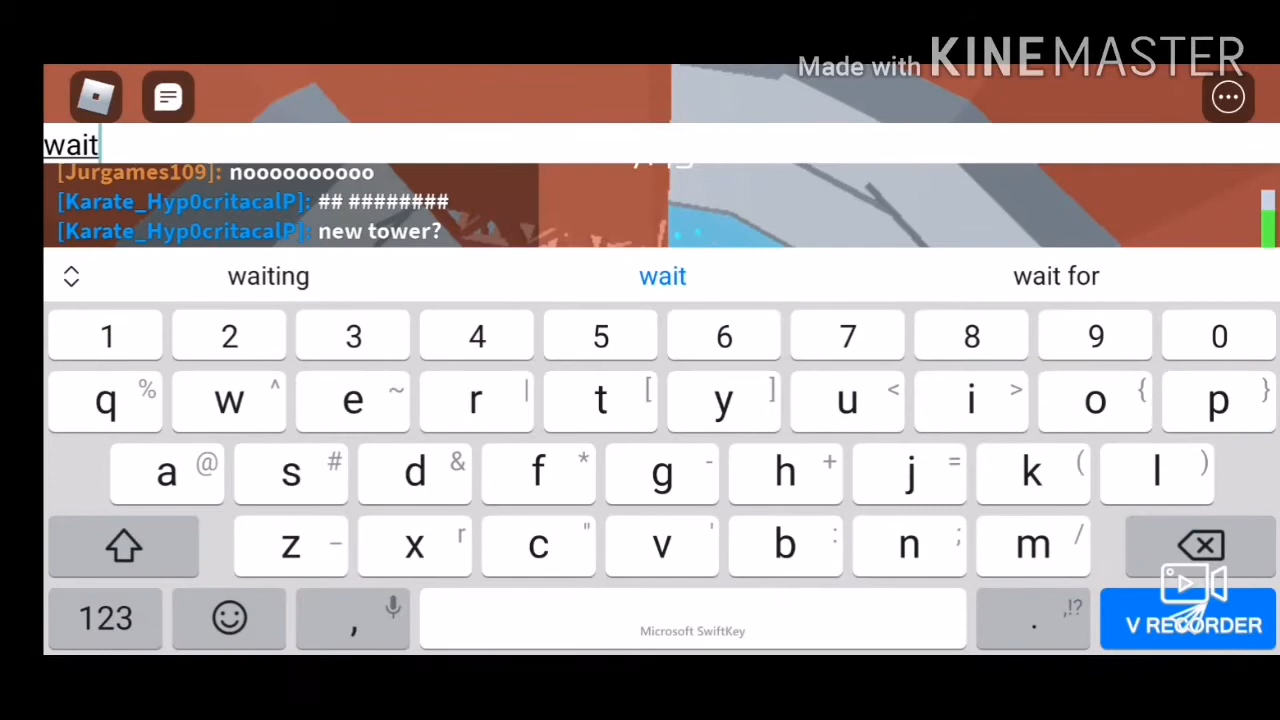 Made with KINEMASTER
wait
[Jurgames109]: noooooooooo
[Karate_Hyp0critacalP]: ## ########
[Karate_Hyp0critacalP]: new tower?
waiting wait wait for
1 2 3 4 5 6 7 8 9 0
q % w ^ e ~ r | t [ y ] u < i > o { p }
a @ s # d & f * g - h + j = k ( l )
z _ x r c " v ' b : n ; m /
123 , Microsoft SwiftKey . ,!? V RECORDER